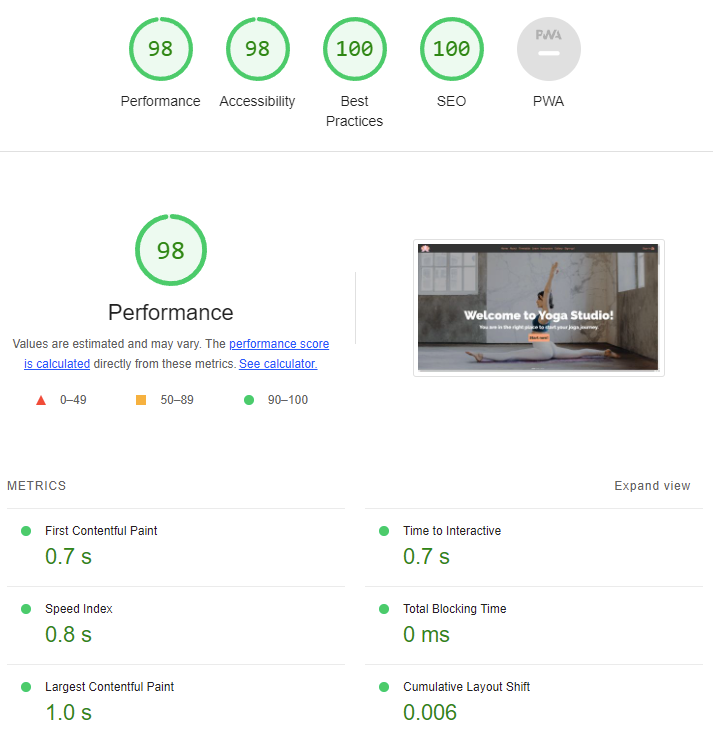 98
98
100
100
PWA
Performance
Accessibility
Best
Practices
SEO
PWA
98
Performance
Values are estimated and may vary. The performance score
is calculated directly from these metrics. See calculator.
0–49
50–89
90–100
Welcome to Yoga Studio!
You are in the right place to start your joga journey
Start now!
METRICS
Expand view
First Contentful Paint
0.7 s
Time to Interactive
0.7 s
Speed Index
0.8 s
Total Blocking Time
0 ms
Largest Contentful Paint
1.0 s
Cumulative Layout Shift
0.006